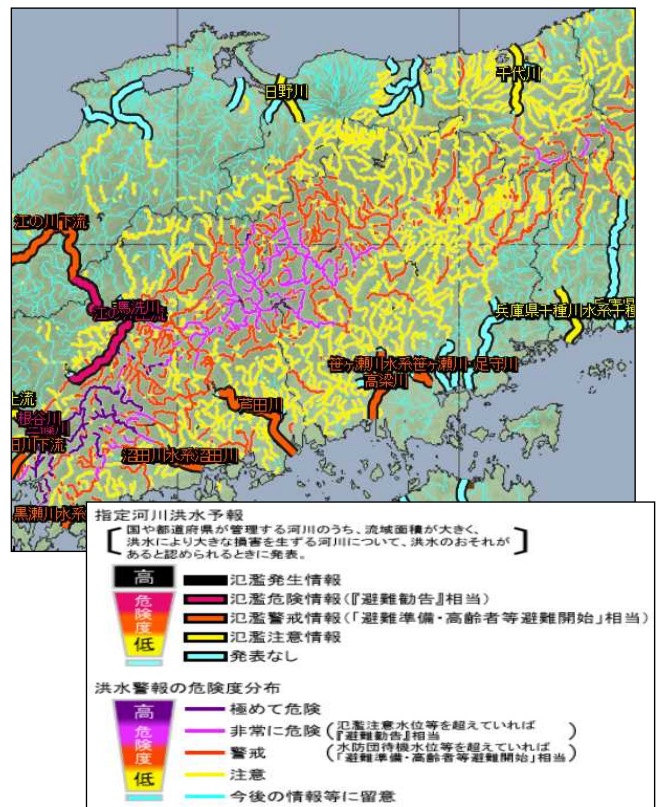 日野川
千代川
江の川下流
馬洗川
兵庫県千種川水系千種
笹ヶ瀬川水系笹ヶ瀬川・足守川
高梁川
芦田川
上流
根谷川
三篠川
田川下流
沼田川水系沼田川
黒瀬川水系
指定河川洪水予報
国や都道府県が管理する河川のうち、流域面積が大きく、
洪水により大きな損害を生ずる河川について、洪水のおそれが
あると認められるときに発表。
高
危険度
低
氾濫発生情報
氾濫危険情報(『避難勧告』相当)
氾濫警戒情報(「避難準備・高齢者等避難開始」相当)
氾濫注意情報
発表なし
洪水警報の危険度分布
高
危険度
低
極めて危険
非常に危険(氾濫注意水位等を超えていれば
『避難勧告』相当)
警戒(水防団待機水位等を超えていれば
「避難準備・高齢者等避難開始」相当)
注意
今後の情報等に留意